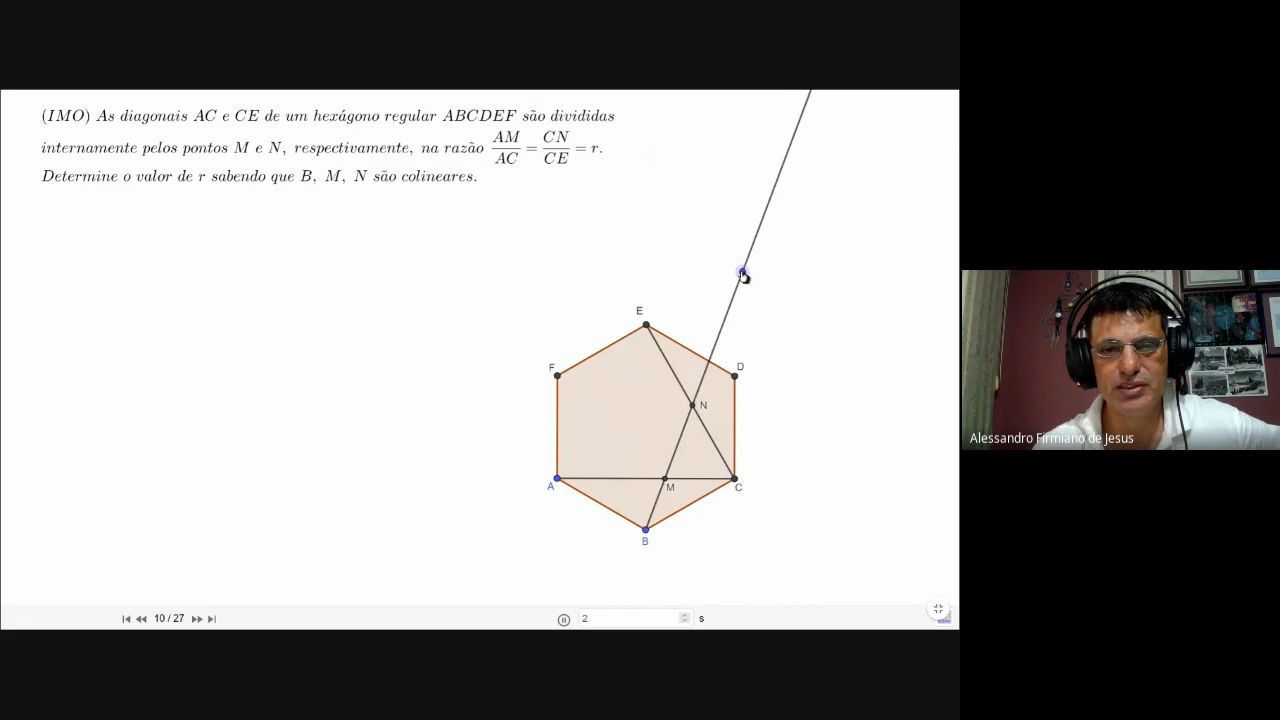 (IMO) As diagonais AC e CE de um hexágono regular ABCDEF são divididas
internamente pelos pontos M e N, respectivamente, na razão AM/AC = CN/CE = r.
Determine o valor de r sabendo que B, M, N são colineares.
E
F
D
N
A
M
C
B
Alessandro Firmiano de Jesus
10 / 27
2
s